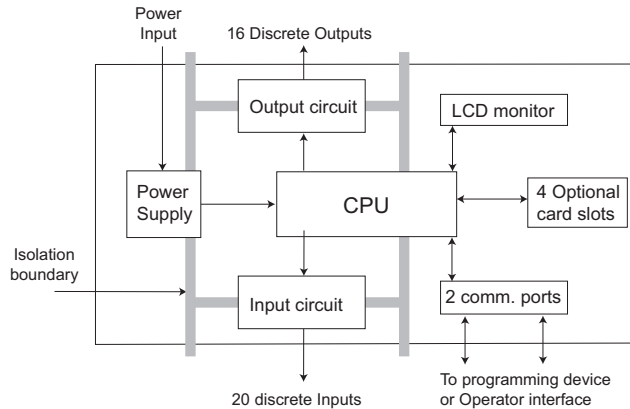 Power
Input
16 Discrete Outputs
Output circuit
LCD monitor
Power
Supply
CPU
4 Optional
card slots
Isolation
boundary
Input circuit
2 comm. ports
20 discrete Inputs
To programming device
or Operator interface